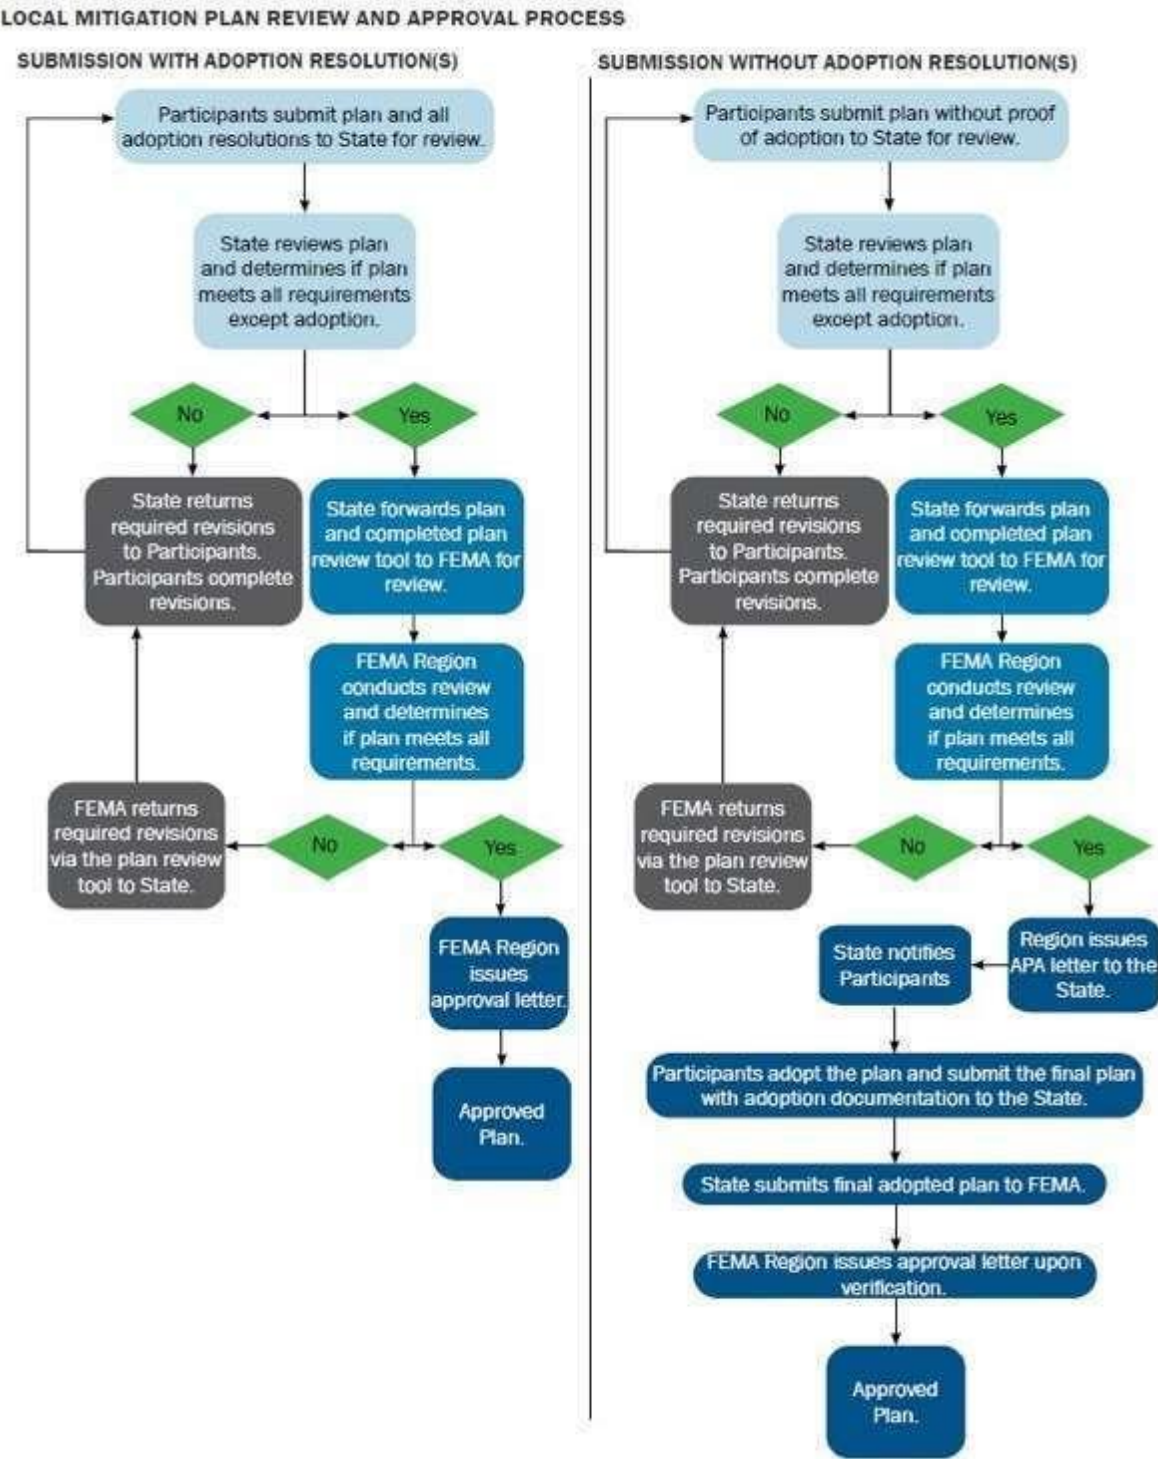 LOCAL MITIGATION PLAN REVIEW AND APPROVAL PROCESS
SUBMISSION WITH ADOPTION RESOLUTION(S)
Participants submit plan and all
adoption resolutions to State for review.
State reviews plan
and determines if plan
meets all requirements
except adoption.
No
Yes
State returns
required revisions
to Participants.
Participants complete
revisions.
State forwards plan
and completed plan
review tool to FEMA for
review.
FEMA Region
conducts review
and determines
if plan meets all
requirements.
FEMA returns
required revisions
via the plan review
tool to State.
No
Yes
FEMA Region
issues
approval letter.
Approved
Plan.
SUBMISSION WITHOUT ADOPTION RESOLUTION(S)
Participants submit plan without proof
of adoption to State for review.
State reviews plan
and determines if plan
meets all requirements
except adoption.
No
Yes
State returns
required revisions
to Participants.
Participants complete
revisions.
State forwards plan
and completed plan
review tool to FEMA for
review.
FEMA Region
conducts review
and determines
if plan meets all
requirements.
FEMA returns
required revisions
via the plan review
tool to State.
No
Yes
Region issues
APA letter to the
State.
State notifies
Participants
Participants adopt the plan and submit the final plan
with adoption documentation to the State.
State submits final adopted plan to FEMA.
FEMA Region issues approval letter upon
verification.
Approved
Plan.